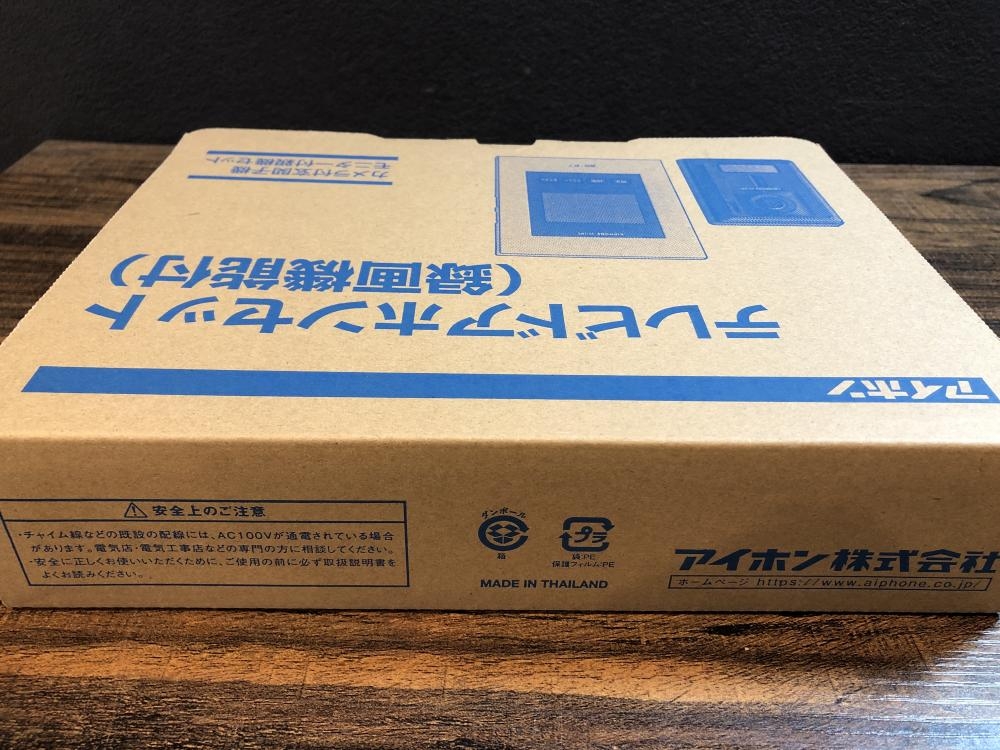 カメラ付玄関子機
モニター付親機セット
テレビドアホンセット
(録画機能付)
アイホン
⚠ 安全上のご注意
・チャイム線などの既設の配線には、AC100Vが通電されている場合
があります。電気店・電気工事店などの専門の方に相談してください。
・安全に正しくお使いいただくために、ご使用の前に必ず取扱説明書を
よくお読みください。
ダンボール
箱
プラ
袋:PE
保護フィルム:PE
MADE IN THAILAND
アイホン株式会社
ホームページ https://www.aiphone.co.jp/